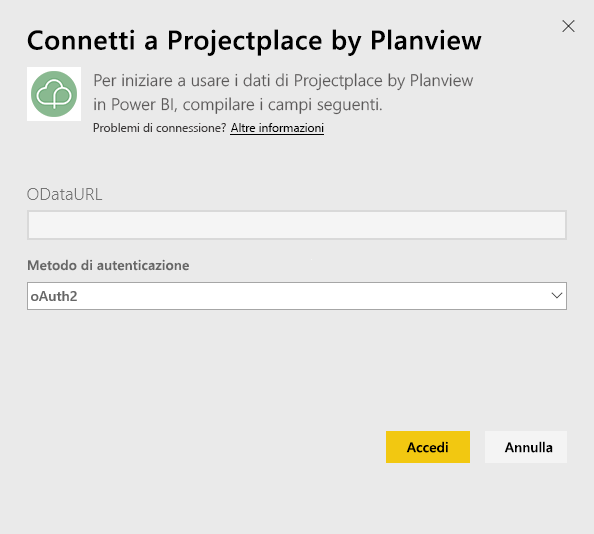 Connetti a Projectplace by Planview
Per iniziare a usare i dati di Projectplace by Planview
in Power BI, compilare i campi seguenti.
Problemi di connessione? Altre informazioni
ODataURL
Metodo di autenticazione
oAuth2
Accedi Annulla